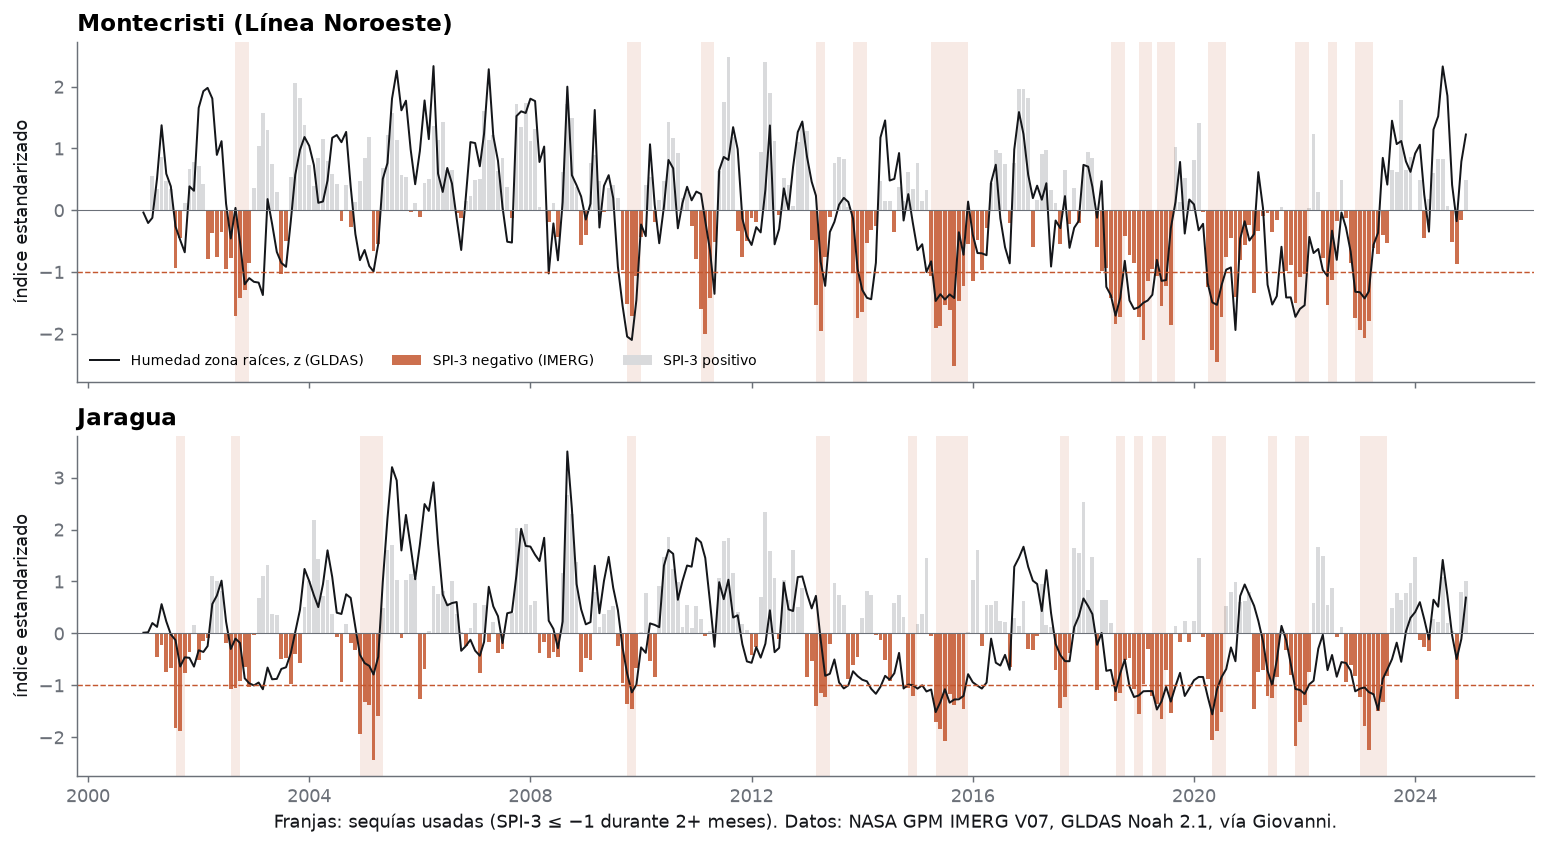 Montecristi (Línea Noroeste)
índice estandarizado
2
1
0
−1
−2
Humedad zona raíces, z (GLDAS)
SPI-3 negativo (IMERG)
SPI-3 positivo
Jaragua
índice estandarizado
3
2
1
0
−1
−2
2000 2004 2008 2012 2016 2020 2024
Franjas: sequías usadas (SPI-3 ≤ −1 durante 2+ meses). Datos: NASA GPM IMERG V07, GLDAS Noah 2.1, vía Giovanni.